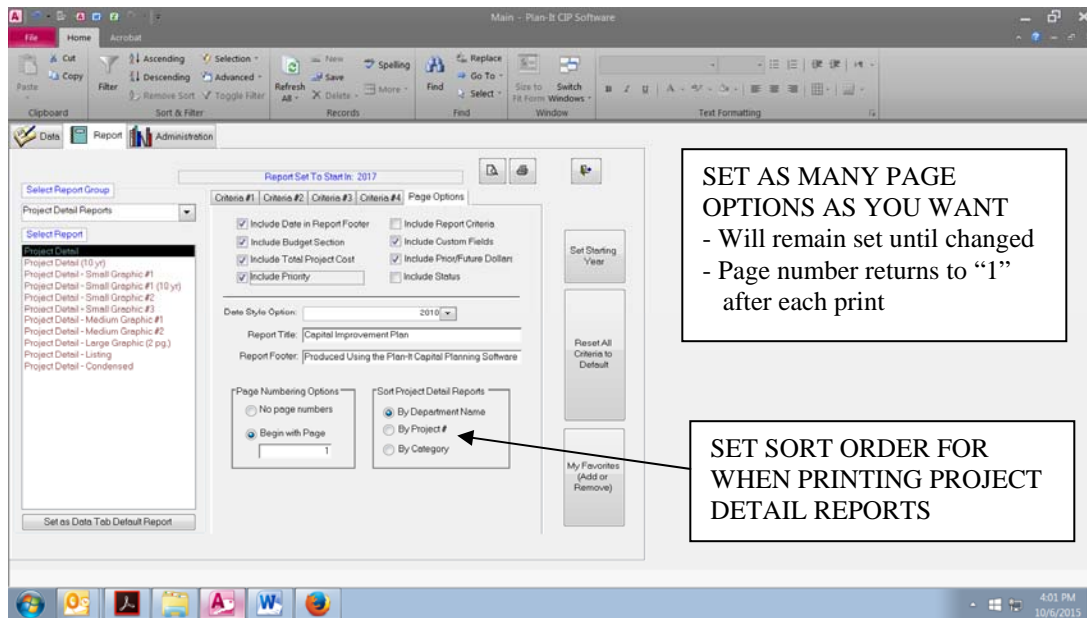 Main - Plan-It CIP Software
File Home Acrobat
Cut
Copy
Paste
Clipboard
Filter
Ascending
Descending
Remove Sort
Selection
Advanced
Toggle Filter
Sort & Filter
Refresh All
New
Save
Delete
Spelling
More
Records
Find
Replace
Go To
Select
Find
Size to Fit Form
Switch Windows
Window
B I U A
Text Formatting
Data Report Administration
Report Set To Start In: 2017
Select Report Group
Project Detail Reports
Select Report
Project Detail
Project Detail (10 yr)
Project Detail - Small Graphic #1
Project Detail - Small Graphic #1 (10 yr)
Project Detail - Small Graphic #2
Project Detail - Small Graphic #3
Project Detail - Medium Graphic #1
Project Detail - Medium Graphic #2
Project Detail - Large Graphic (2 pg.)
Project Detail - Listing
Project Detail - Condensed
Set as Data Tab Default Report
Criteria #1 Criteria #2 Criteria #3 Criteria #4 Page Options
Include Date in Report Footer Include Report Criteria
Include Budget Section Include Custom Fields
Include Total Project Cost Include Prior/Future Dollars
Include Priority Include Status
Date Style Option: 2010
Report Title: Capital Improvement Plan
Report Footer: Produced Using the Plan-It Capital Planning Software
Page Numbering Options
No page numbers
Begin with Page
1
Sort Project Detail Reports
By Department Name
By Project #
By Category
Set Starting
Year
Reset All
Criteria to
Default
My Favorites
(Add or
Remove)
SET AS MANY PAGE
OPTIONS AS YOU WANT
- Will remain set until changed
- Page number returns to “1”
after each print
SET SORT ORDER FOR
WHEN PRINTING PROJECT
DETAIL REPORTS
4:01 PM
10/6/2015